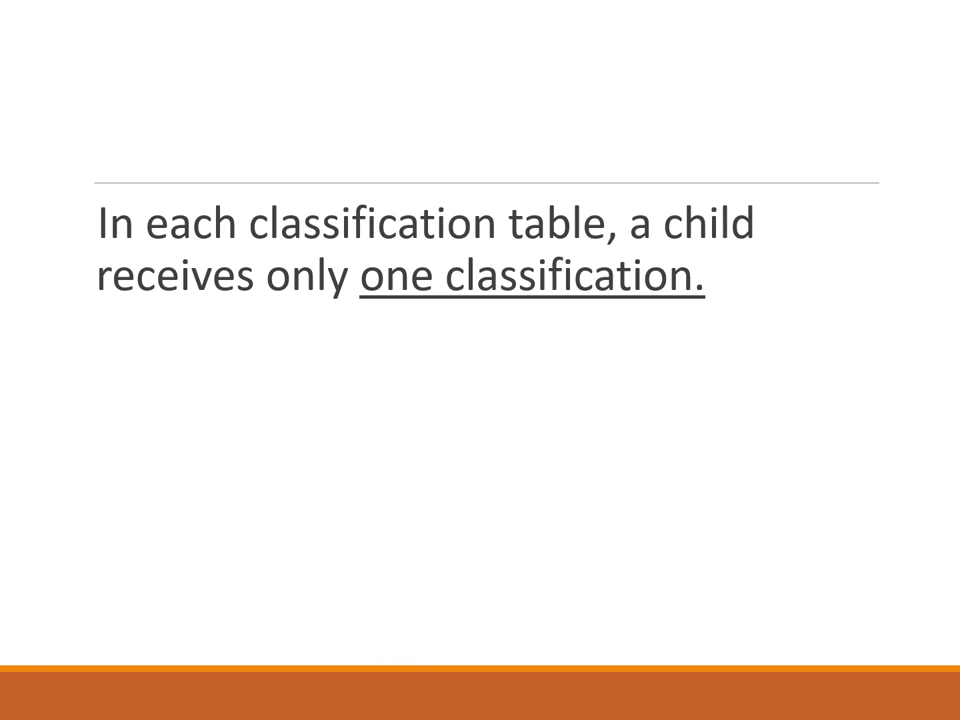 In each classification table, a child
receives only one classification.